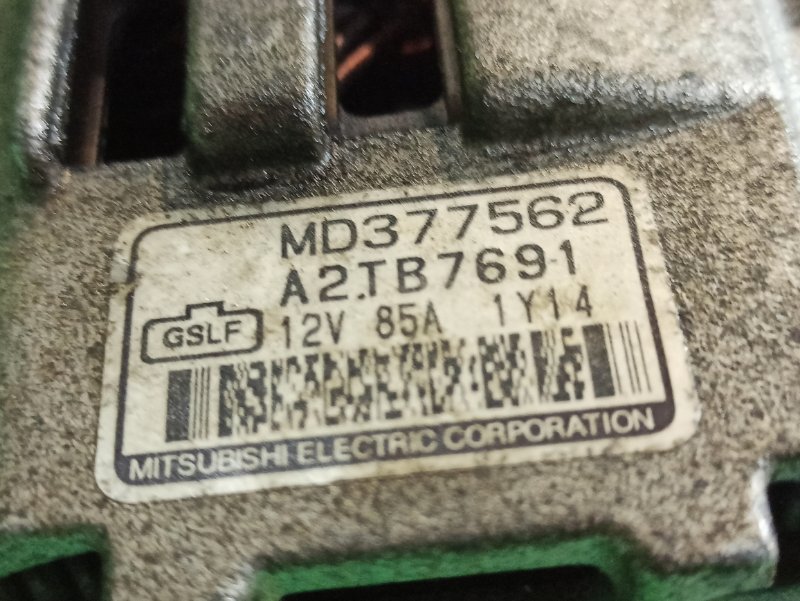 MD377562
A2TB7691
GSLF 12V 85A 1Y14
MITSUBISHI ELECTRIC CORPORATION